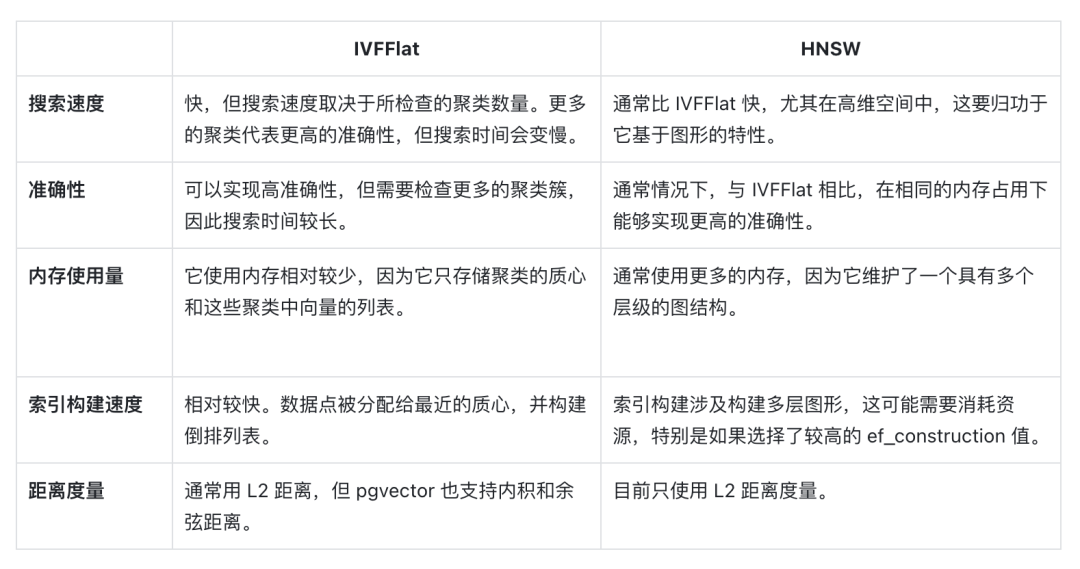 IVFFlat
HNSW
搜索速度
快，但搜索速度取决于所检查的聚类数量。更多
的聚类代表更高的准确性，但搜索时间会变慢。
通常比 IVFFlat 快，尤其在高维空间中，这要归功于
它基于图形的特性。
准确性
可以实现高准确性，但需要检查更多的聚类簇，
因此搜索时间较长。
通常情况下，与 IVFFlat 相比，在相同的内存占用下
能够实现更高的准确性。
内存使用量
它使用内存相对较少，因为它只存储聚类的质心
和这些聚类中向量的列表。
通常使用更多的内存，因为它维护了一个具有多个
层级的图结构。
索引构建速度
相对较快。数据点被分配给最近的质心，并构建
倒排列表。
索引构建涉及构建多层图形，这可能需要消耗资
源，特别是如果选择了较高的 ef_construction 值。
距离度量
通常用 L2 距离，但 pgvector 也支持内积和余
弦距离。
目前只使用 L2 距离度量。